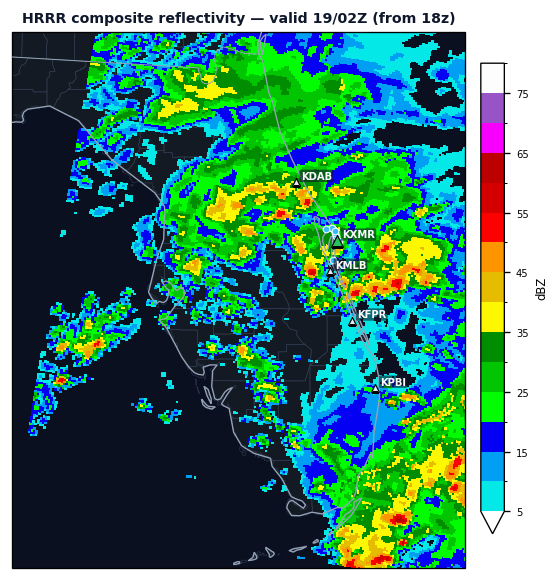 HRRR composite reflectivity — valid 19/02Z (from 18z)
KDAB
KXMR
KMLB
KFPR
KPBI
75
65
55
45
35
25
15
5
dBZ